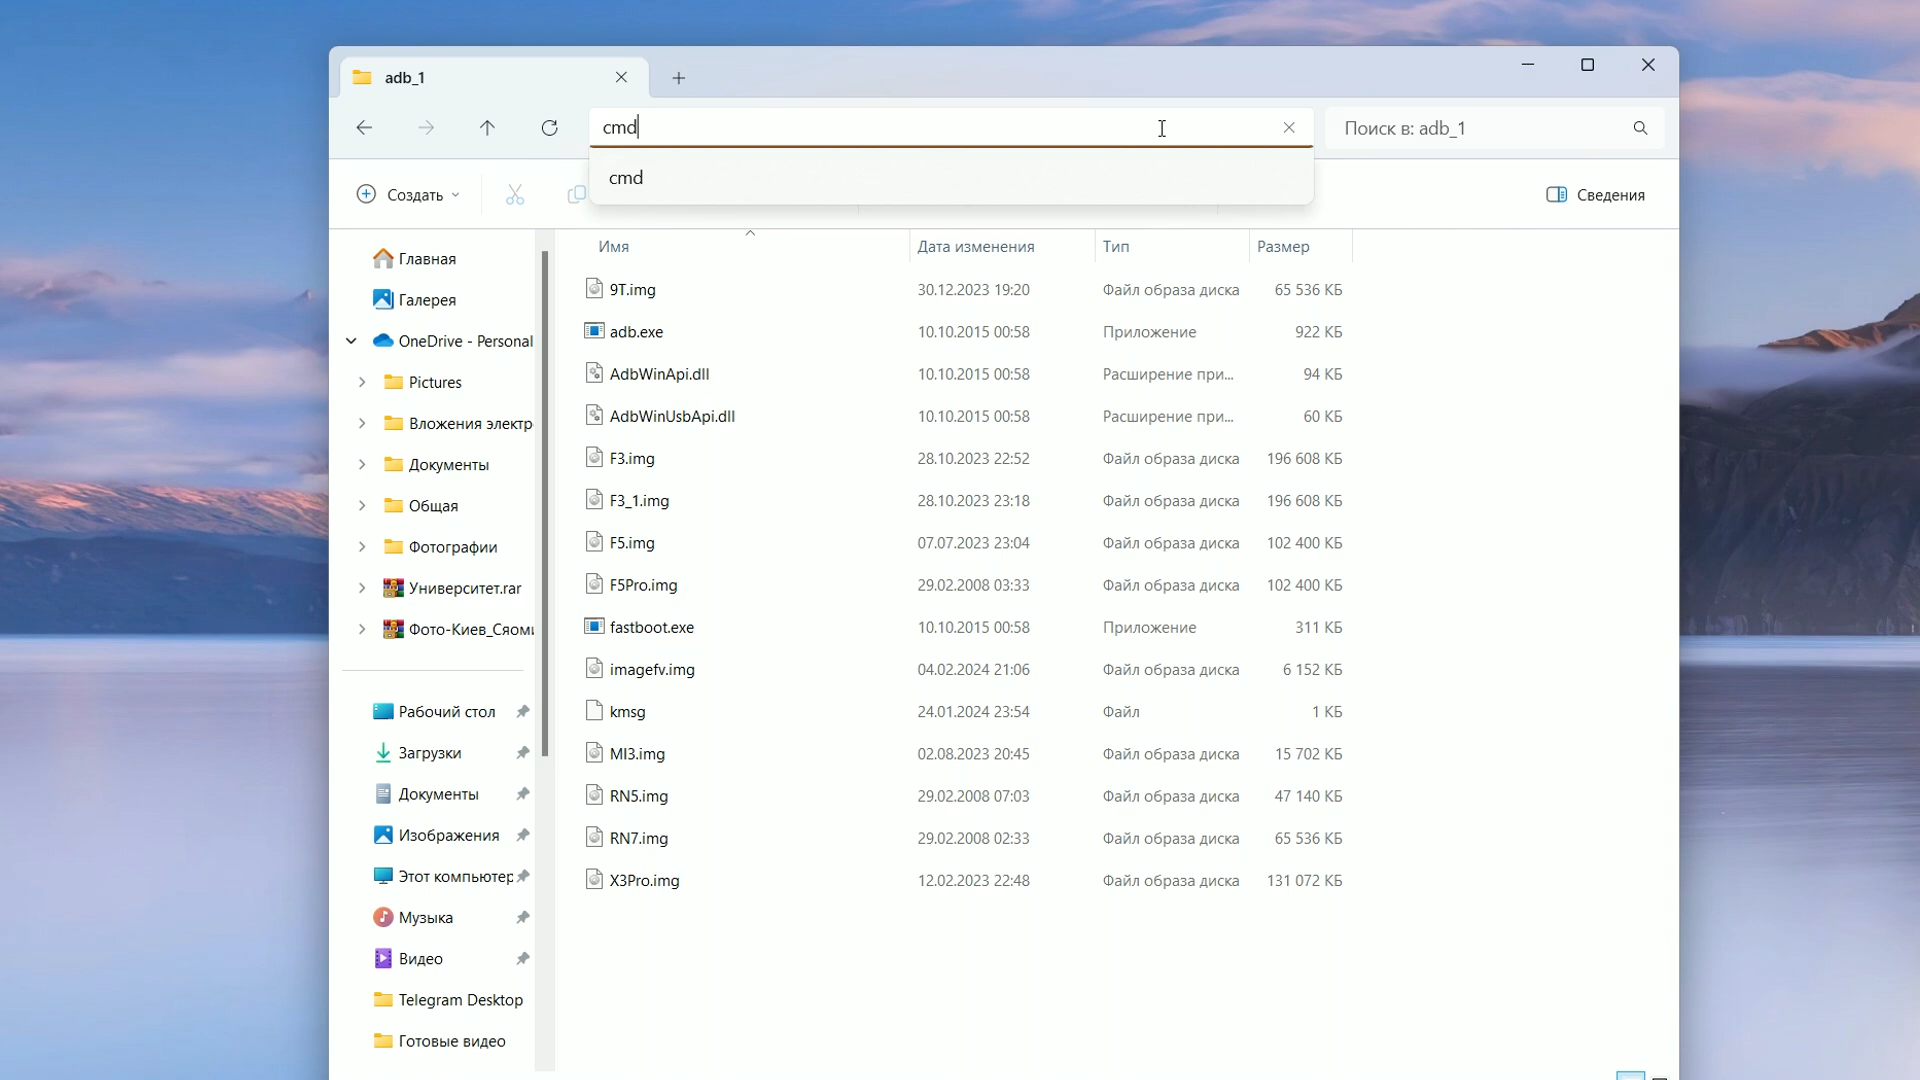 adb_1
cmd
Поиск в: adb_1
cmd
Создать
Сведения
Главная
Галерея
OneDrive - Personal
Pictures
Вложения электр
Документы
Общая
Фотографии
Университет.rar
Фото-Киев_Сяоми
Рабочий стол
Загрузки
Документы
Изображения
Этот компьютер
Музыка
Видео
Telegram Desktop
Готовые видео
Имя Дата изменения Тип Размер
9T.img 30.12.2023 19:20 Файл образа диска 65 536 КБ
adb.exe 10.10.2015 00:58 Приложение 922 КБ
AdbWinApi.dll 10.10.2015 00:58 Расширение при... 94 КБ
AdbWinUsbApi.dll 10.10.2015 00:58 Расширение при... 60 КБ
F3.img 28.10.2023 22:52 Файл образа диска 196 608 КБ
F3_1.img 28.10.2023 23:18 Файл образа диска 196 608 КБ
F5.img 07.07.2023 23:04 Файл образа диска 102 400 КБ
F5Pro.img 29.02.2008 03:33 Файл образа диска 102 400 КБ
fastboot.exe 10.10.2015 00:58 Приложение 311 КБ
imagefv.img 04.02.2024 21:06 Файл образа диска 6 152 КБ
kmsg 24.01.2024 23:54 Файл 1 КБ
MI3.img 02.08.2023 20:45 Файл образа диска 15 702 КБ
RN5.img 29.02.2008 07:03 Файл образа диска 47 140 КБ
RN7.img 29.02.2008 02:33 Файл образа диска 65 536 КБ
X3Pro.img 12.02.2023 22:48 Файл образа диска 131 072 КБ